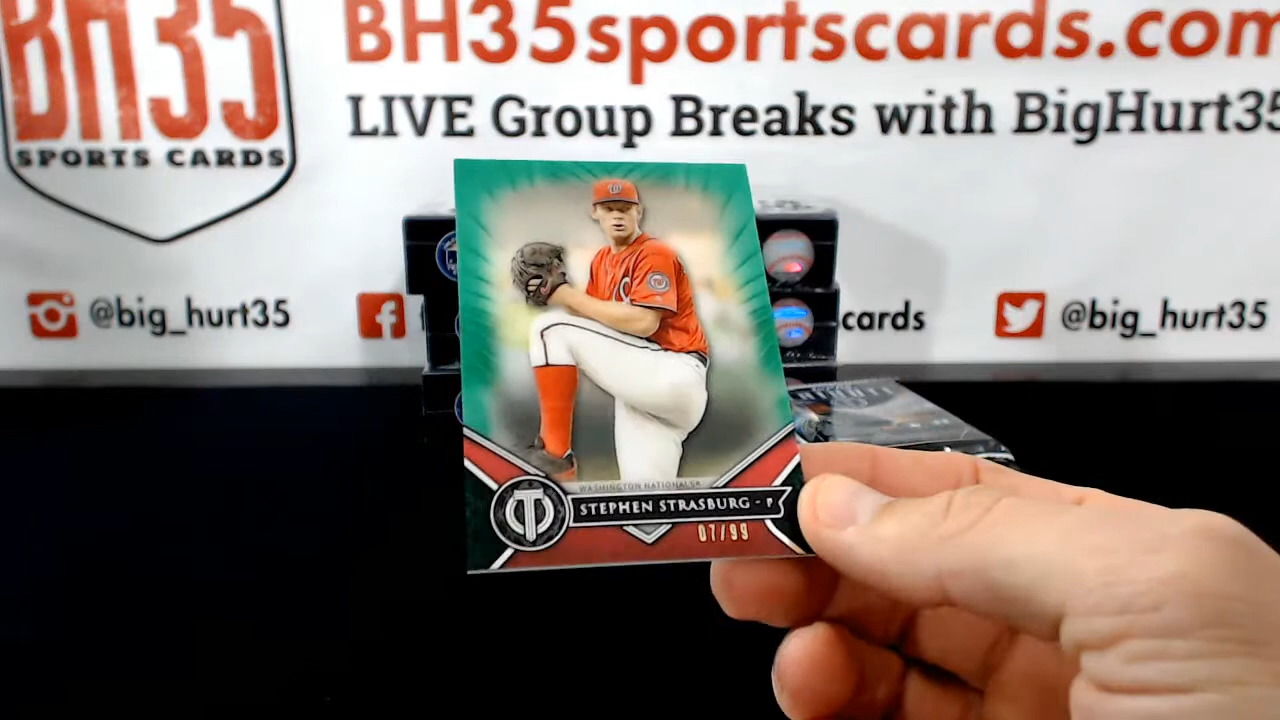 BH35
SPORTS CARDS
BH35sportscards.com
LIVE Group Breaks with BigHurt35
@big_hurt35
f
cards
@big_hurt35
W
WASHINGTON NATIONALS
STEPHEN STRASBURG - P
T
07/99